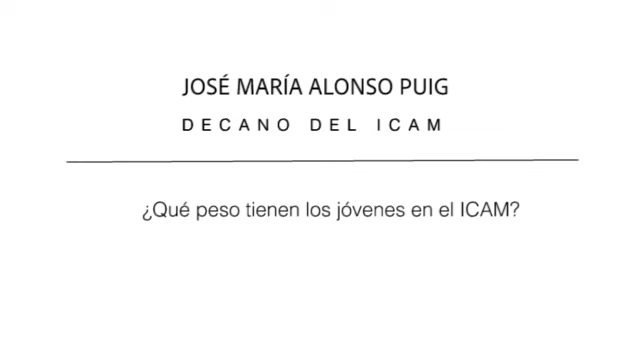 JOSÉ MARÍA ALONSO PUIG
DECANO DEL ICAM
¿Qué peso tienen los jóvenes en el ICAM?